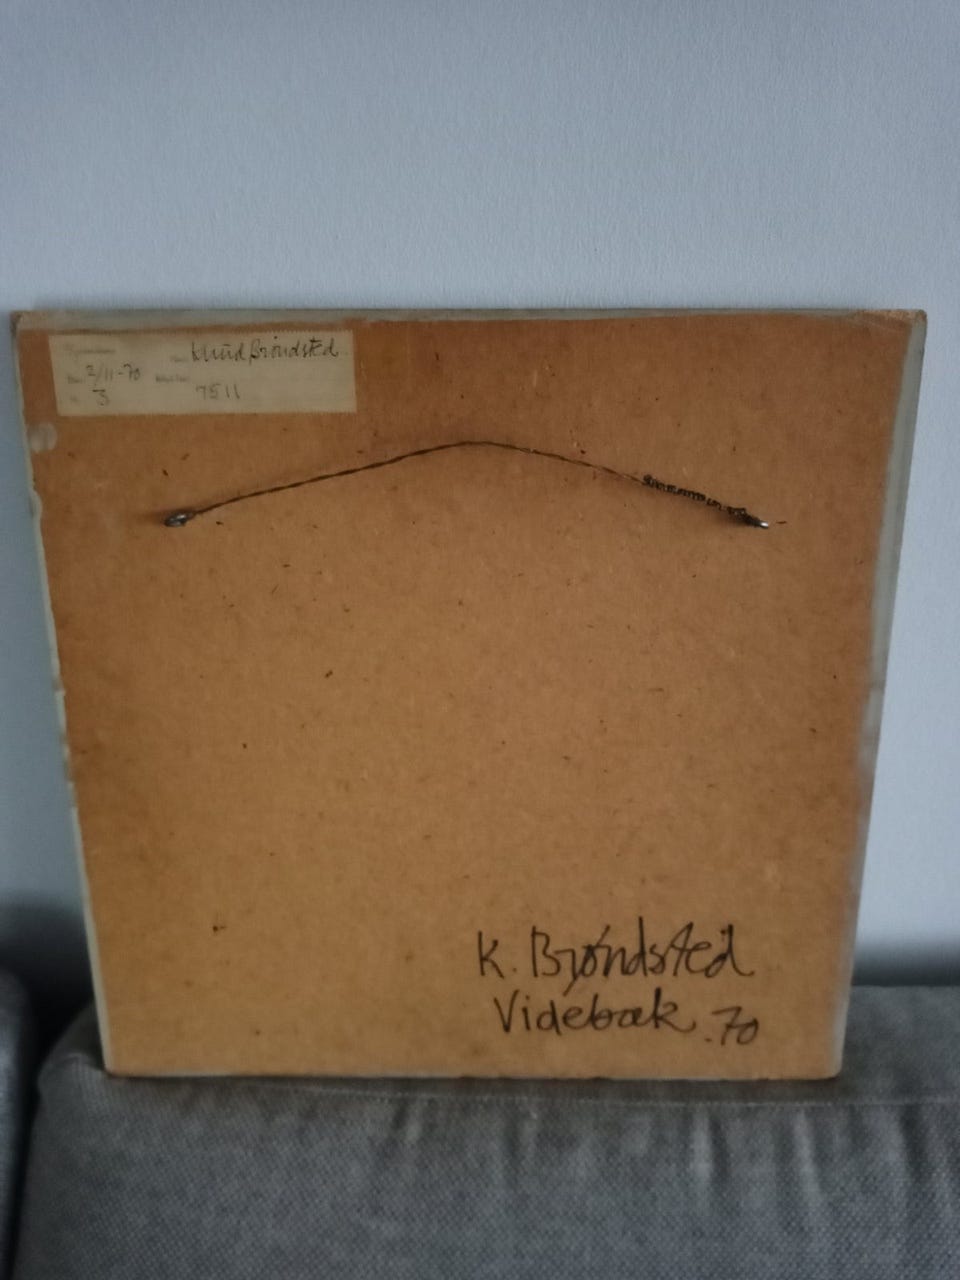 Knud Brøndsted
2/11-70
3 7511
K. Brøndsted
Videbæk .70